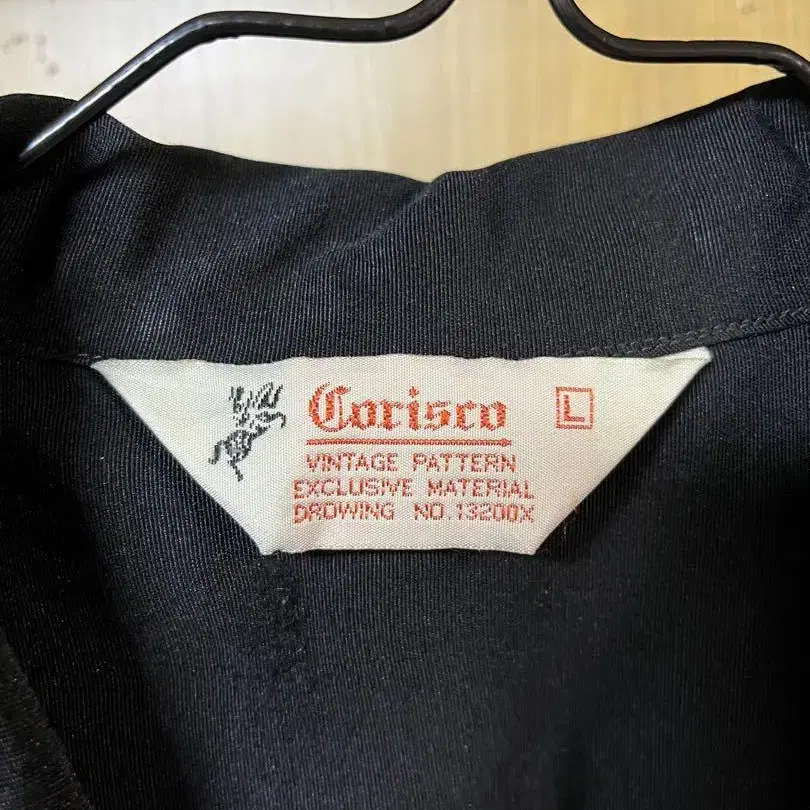 Corisco
L
VINTAGE PATTERN
EXCLUSIVE MATERIAL
DROWING NO.13200X